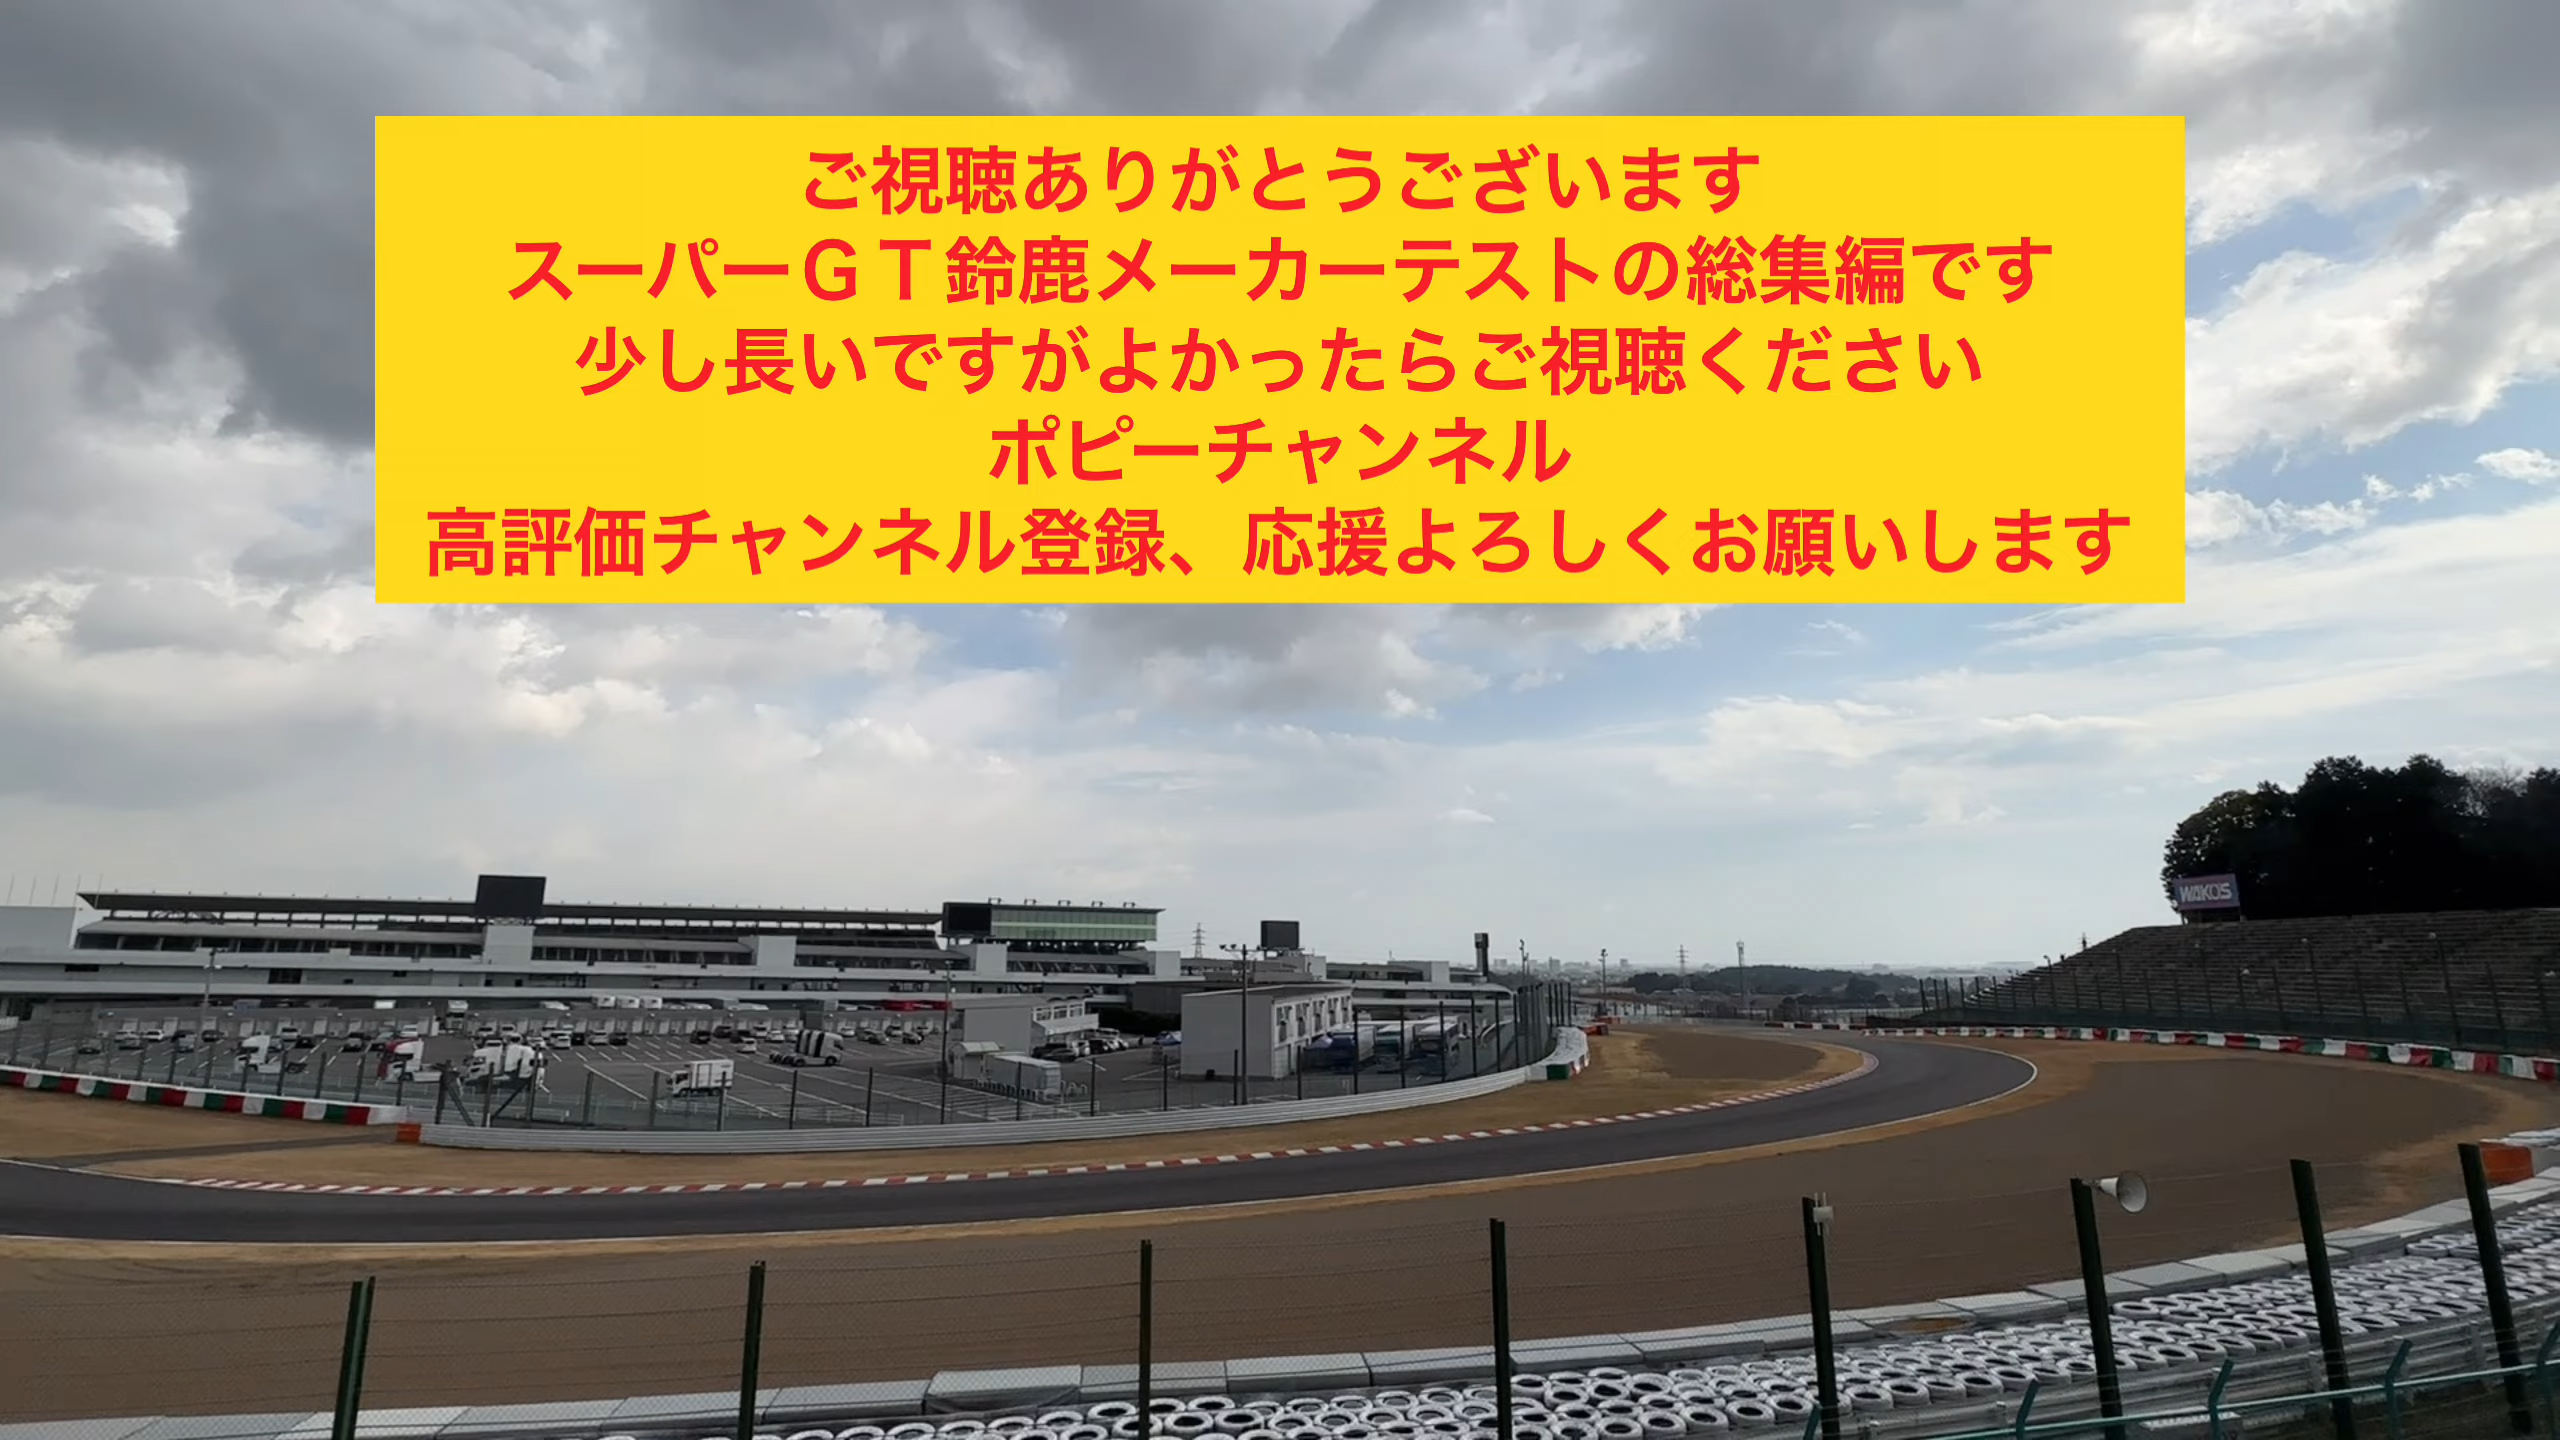 ご視聴ありがとうございます
スーパーＧＴ鈴鹿メーカーテストの総集編です
少し長いですがよかったらご視聴ください
ポピーチャンネル
高評価チャンネル登録、応援よろしくお願いします
WAKO'S